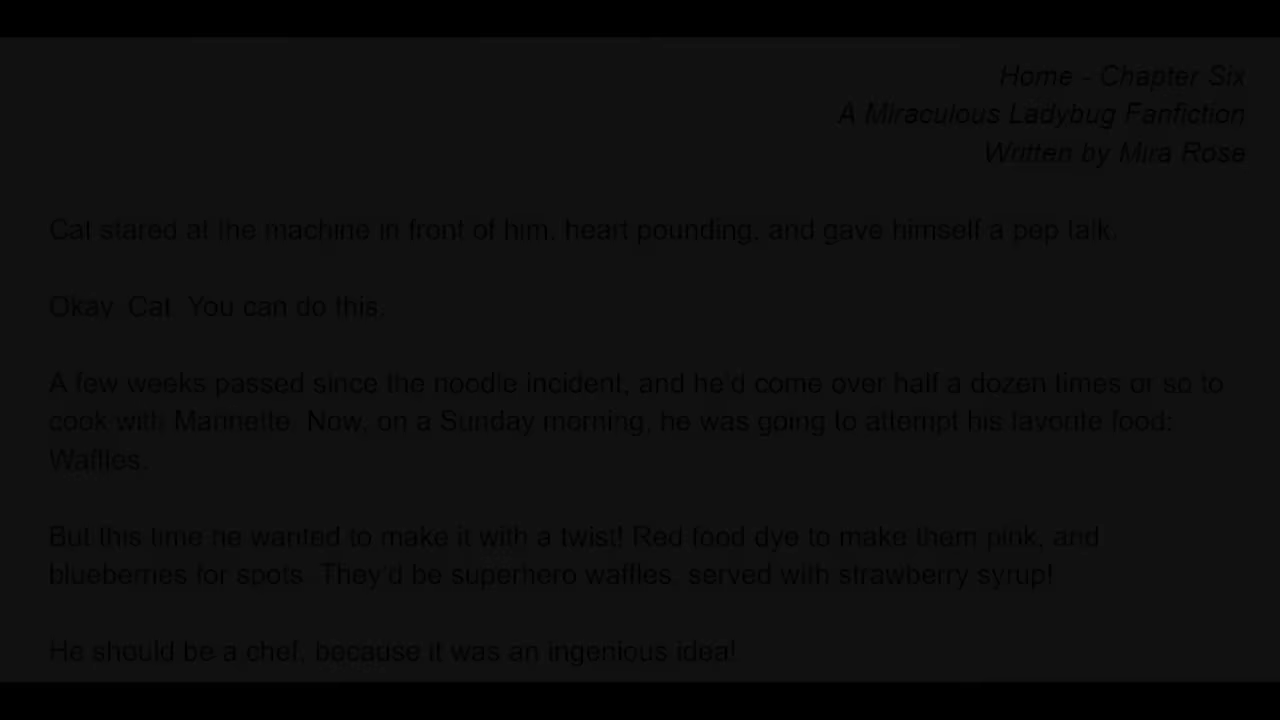 Home - Chapter Six
A Miraculous Ladybug Fanfiction
Written by Mira Rose
Cat stared at the machine in front of him, heart pounding, and gave himself a pep talk.
Okay, Cat. You can do this.
A few weeks passed since the noodle incident, and he'd come over half a dozen times or so to
cook with Marinette. Now, on a Sunday morning, he was going to attempt his favorite food:
Waffles.
But this time he wanted to make it with a twist! Red food dye to make them pink, and
blueberries for spots. They'd be superhero waffles, served with strawberry syrup!
He should be a chef, because it was an ingenious idea!